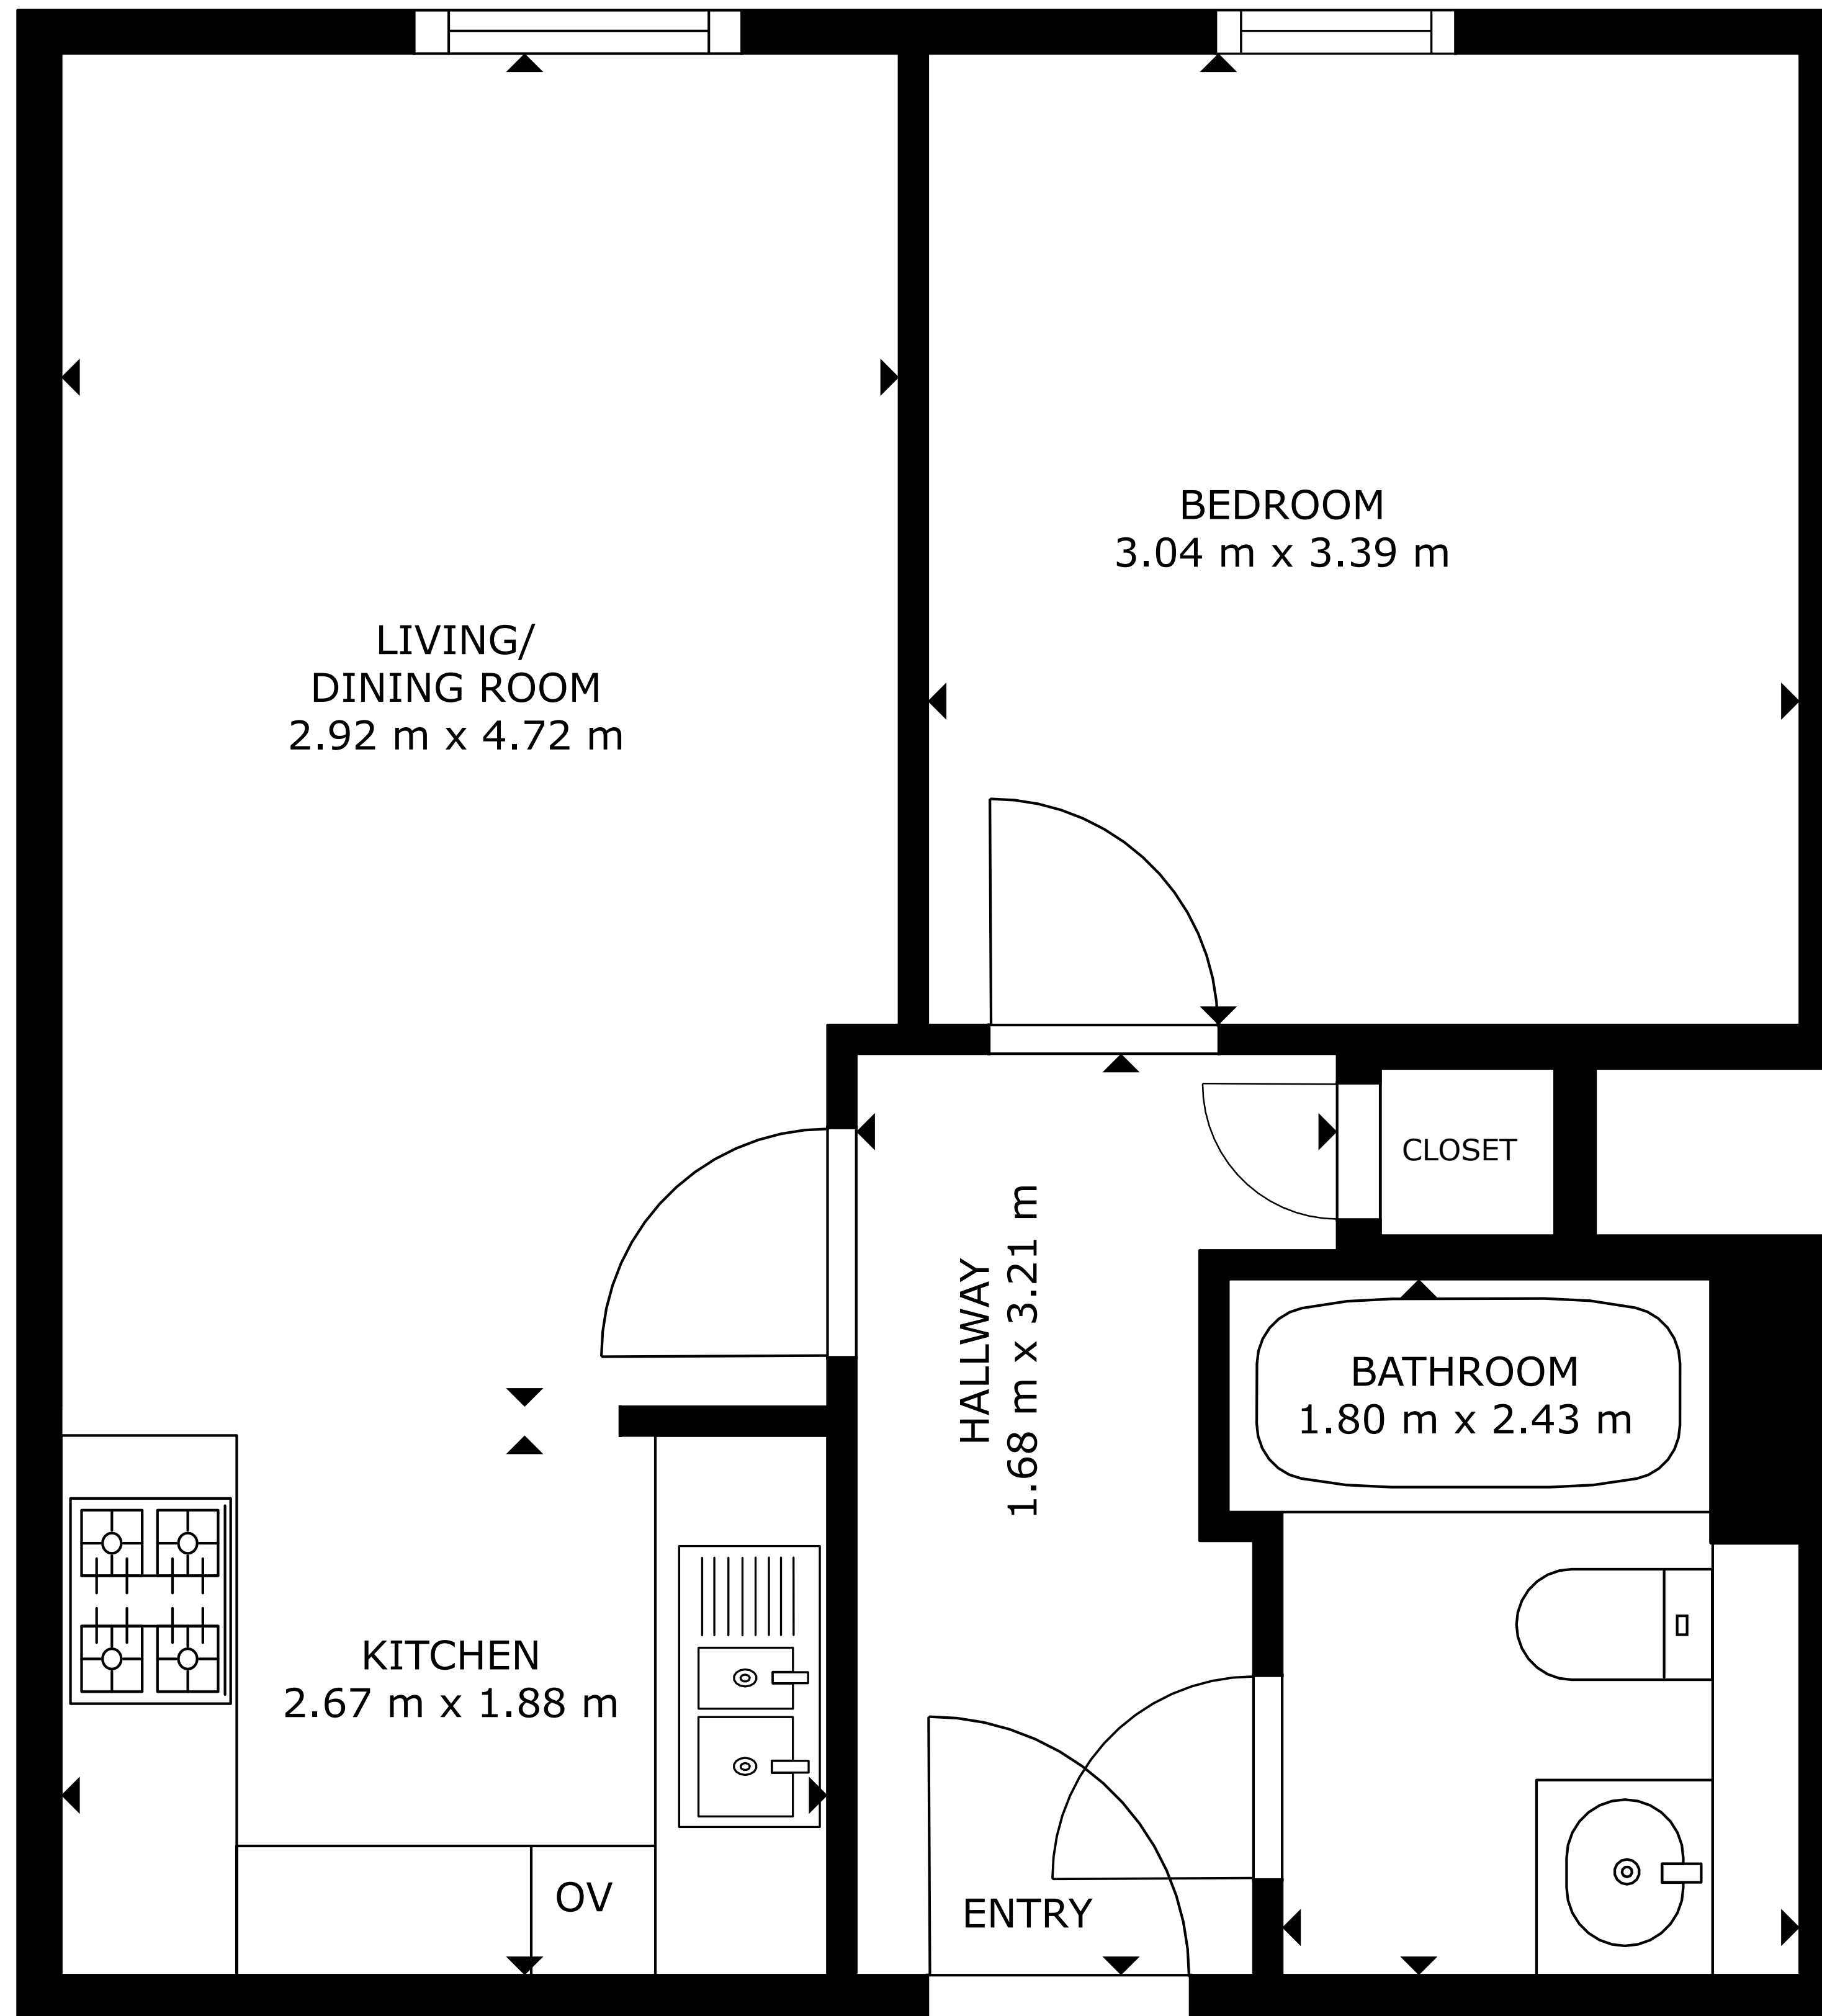 BEDROOM
3.04 m x 3.39 m
LIVING/
DINING ROOM
2.92 m x 4.72 m
CLOSET
HALLWAY
1.68 m x 3.21 m
BATHROOM
1.80 m x 2.43 m
KITCHEN
2.67 m x 1.88 m
OV
ENTRY